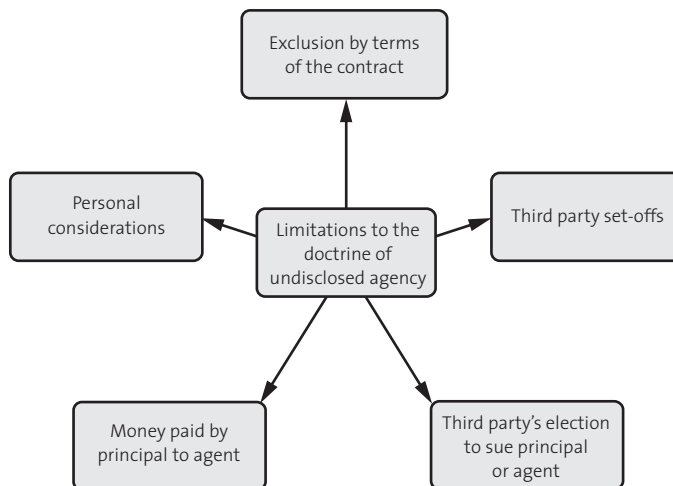 Exclusion by terms
of the contract
Personal
considerations
Limitations to the
doctrine of
undisclosed agency
Third party set-offs
Money paid by
principal to agent
Third party’s election
to sue principal
or agent